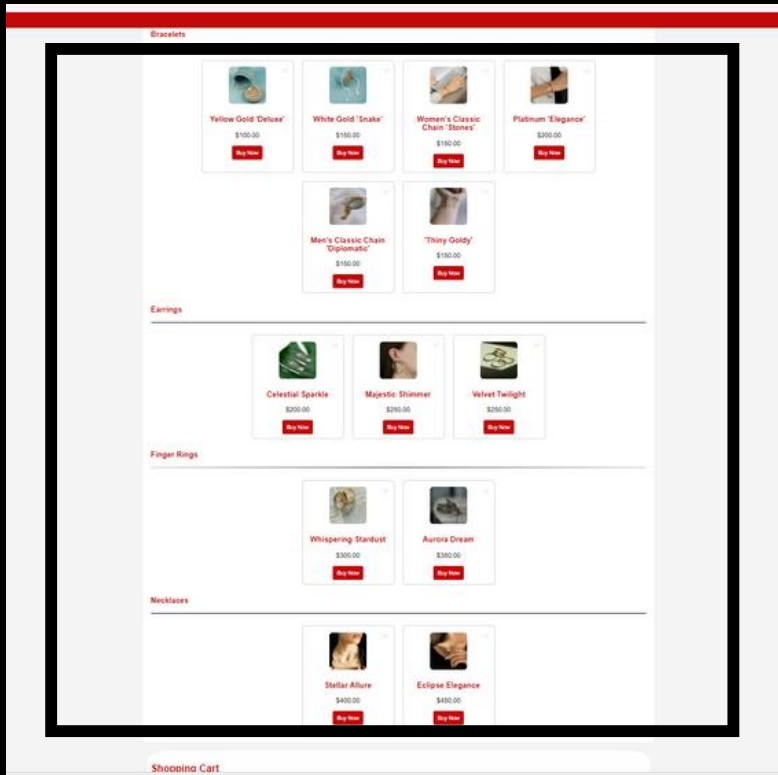 Bracelets
Yellow Gold 'Deluxe'
$100.00
Buy Now
White Gold 'Snake'
$150.00
Buy Now
Women's Classic
Chain 'Stones'
$150.00
Buy Now
Platinum 'Elegance'
$200.00
Buy Now
Men's Classic Chain
'Diplomatic'
$150.00
Buy Now
'Thiny Goldy'
$150.00
Buy Now
Earrings
Celestial Sparkle
$200.00
Buy Now
Majestic Shimmer
$250.00
Buy Now
Velvet Twilight
$250.00
Buy Now
Finger Rings
Whispering Stardust
$300.00
Buy Now
Aurora Dream
$350.00
Buy Now
Necklaces
Stellar Allure
$400.00
Buy Now
Eclipse Elegance
$450.00
Buy Now
Shopping Cart